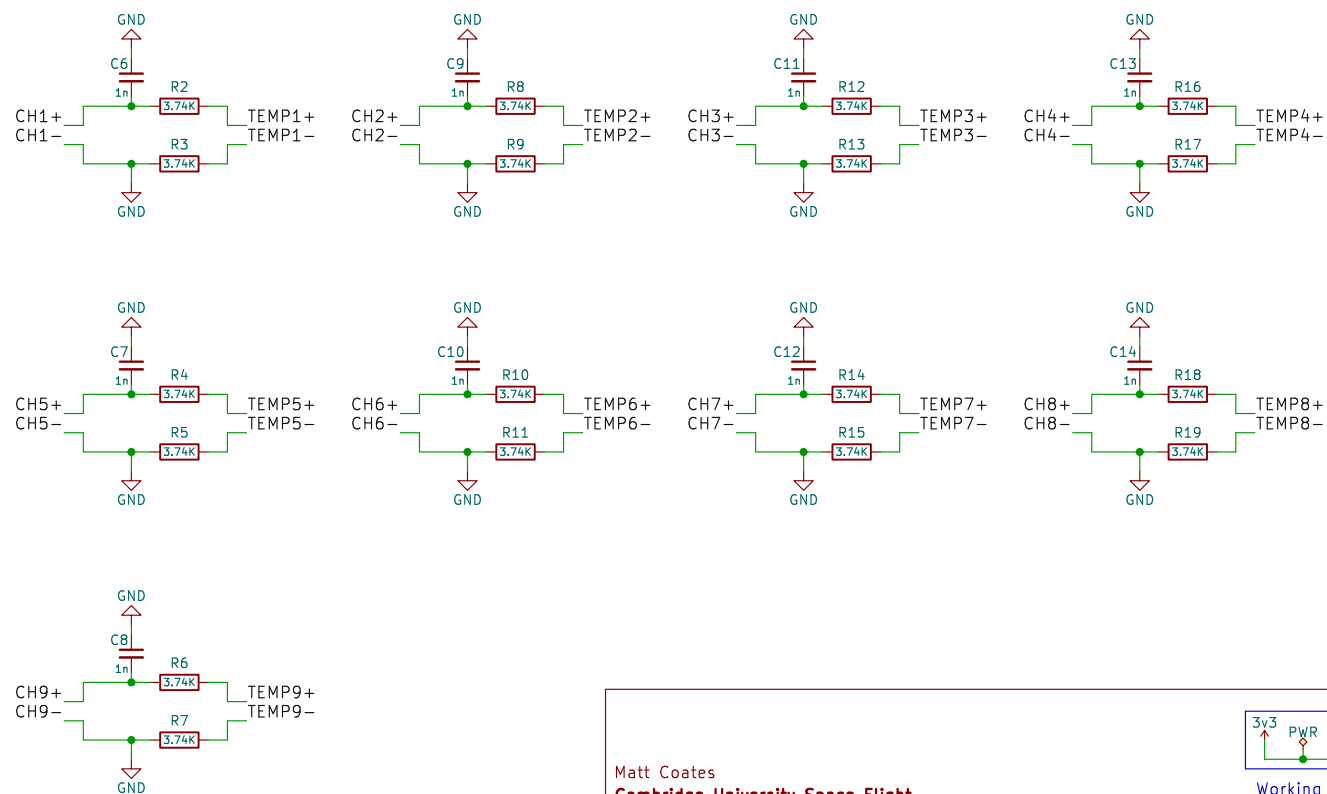 GND GND GND GND
C6 C9 C11 C13
1n R2 1n R8 1n R12 1n R16
3.74K 3.74K 3.74K 3.74K
CH1+ TEMP1+ CH2+ TEMP2+ CH3+ TEMP3+ CH4+ TEMP4+
CH1- TEMP1- CH2- TEMP2- CH3- TEMP3- CH4- TEMP4-
R3 R9 R13 R17
3.74K 3.74K 3.74K 3.74K
GND GND GND GND
GND GND GND GND
C7 C10 C12 C14
1n R4 1n R10 1n R14 1n R18
3.74K 3.74K 3.74K 3.74K
CH5+ TEMP5+ CH6+ TEMP6+ CH7+ TEMP7+ CH8+ TEMP8+
CH5- TEMP5- CH6- TEMP6- CH7- TEMP7- CH8- TEMP8-
R5 R11 R15 R19
3.74K 3.74K 3.74K 3.74K
GND GND GND GND
GND
C8
1n R6
3.74K
CH9+ TEMP9+
CH9- TEMP9-
R7
3.74K
GND
3v3 PWR
Matt Coates
Working
Cambridge University Space Flight